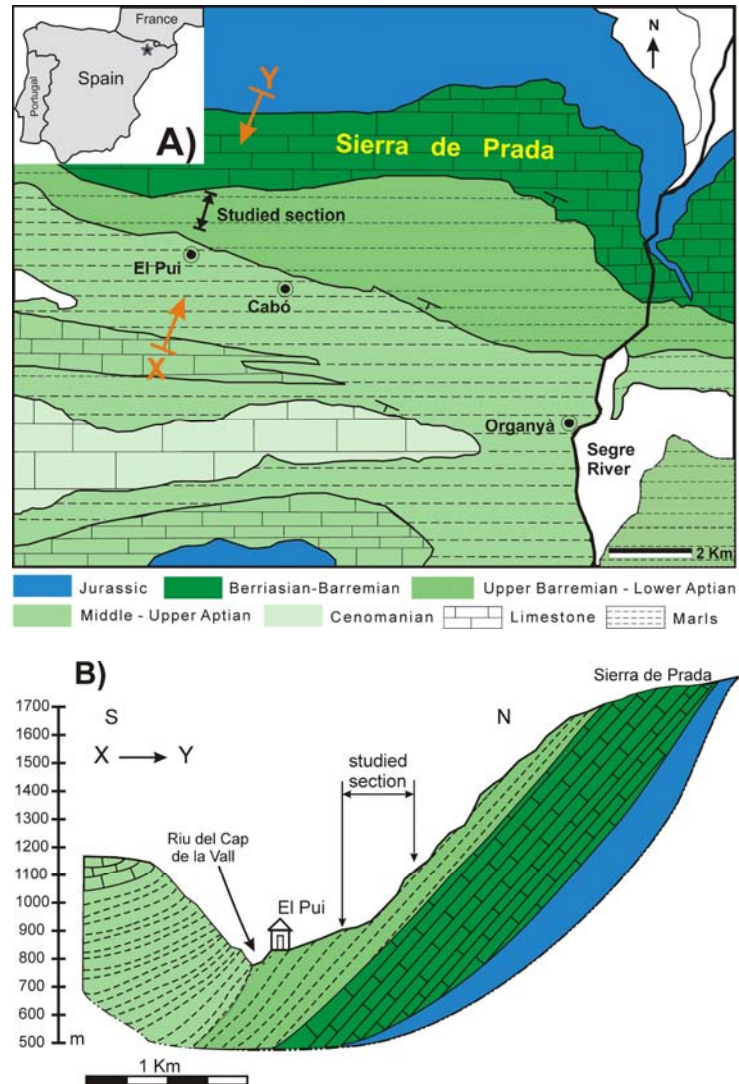 France
Portugal
Spain
A)
N
Y
Sierra de Prada
Studied section
El Pui
Cabó
X
Organyà
Segre
River
2 Km
Jurassic
Berriasian-Barremian
Upper Barremian - Lower Aptian
Middle - Upper Aptian
Cenomanian
Limestone
Marls
B)
Sierra de Prada
1700
1600
1500
1400
1300
1200
1100
1000
900
800
700
600
500 m
S
N
X Y
studied
section
Riu del Cap
de la Vall
El Pui
1 Km